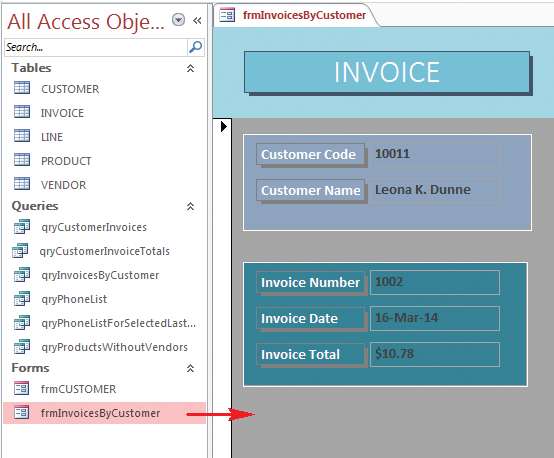 All Access Obje...
Search...
Tables
CUSTOMER
INVOICE
LINE
PRODUCT
VENDOR
Queries
qryCustomerInvoices
qryCustomerInvoiceTotals
qryInvoicesByCustomer
qryPhoneList
qryPhoneListForSelectedLast...
qryProductsWithoutVendors
Forms
frmCUSTOMER
frmInvoicesByCustomer
frmInvoicesByCustomer
INVOICE
Customer Code 10011
Customer Name Leona K. Dunne
Invoice Number 1002
Invoice Date 16-Mar-14
Invoice Total $10.78